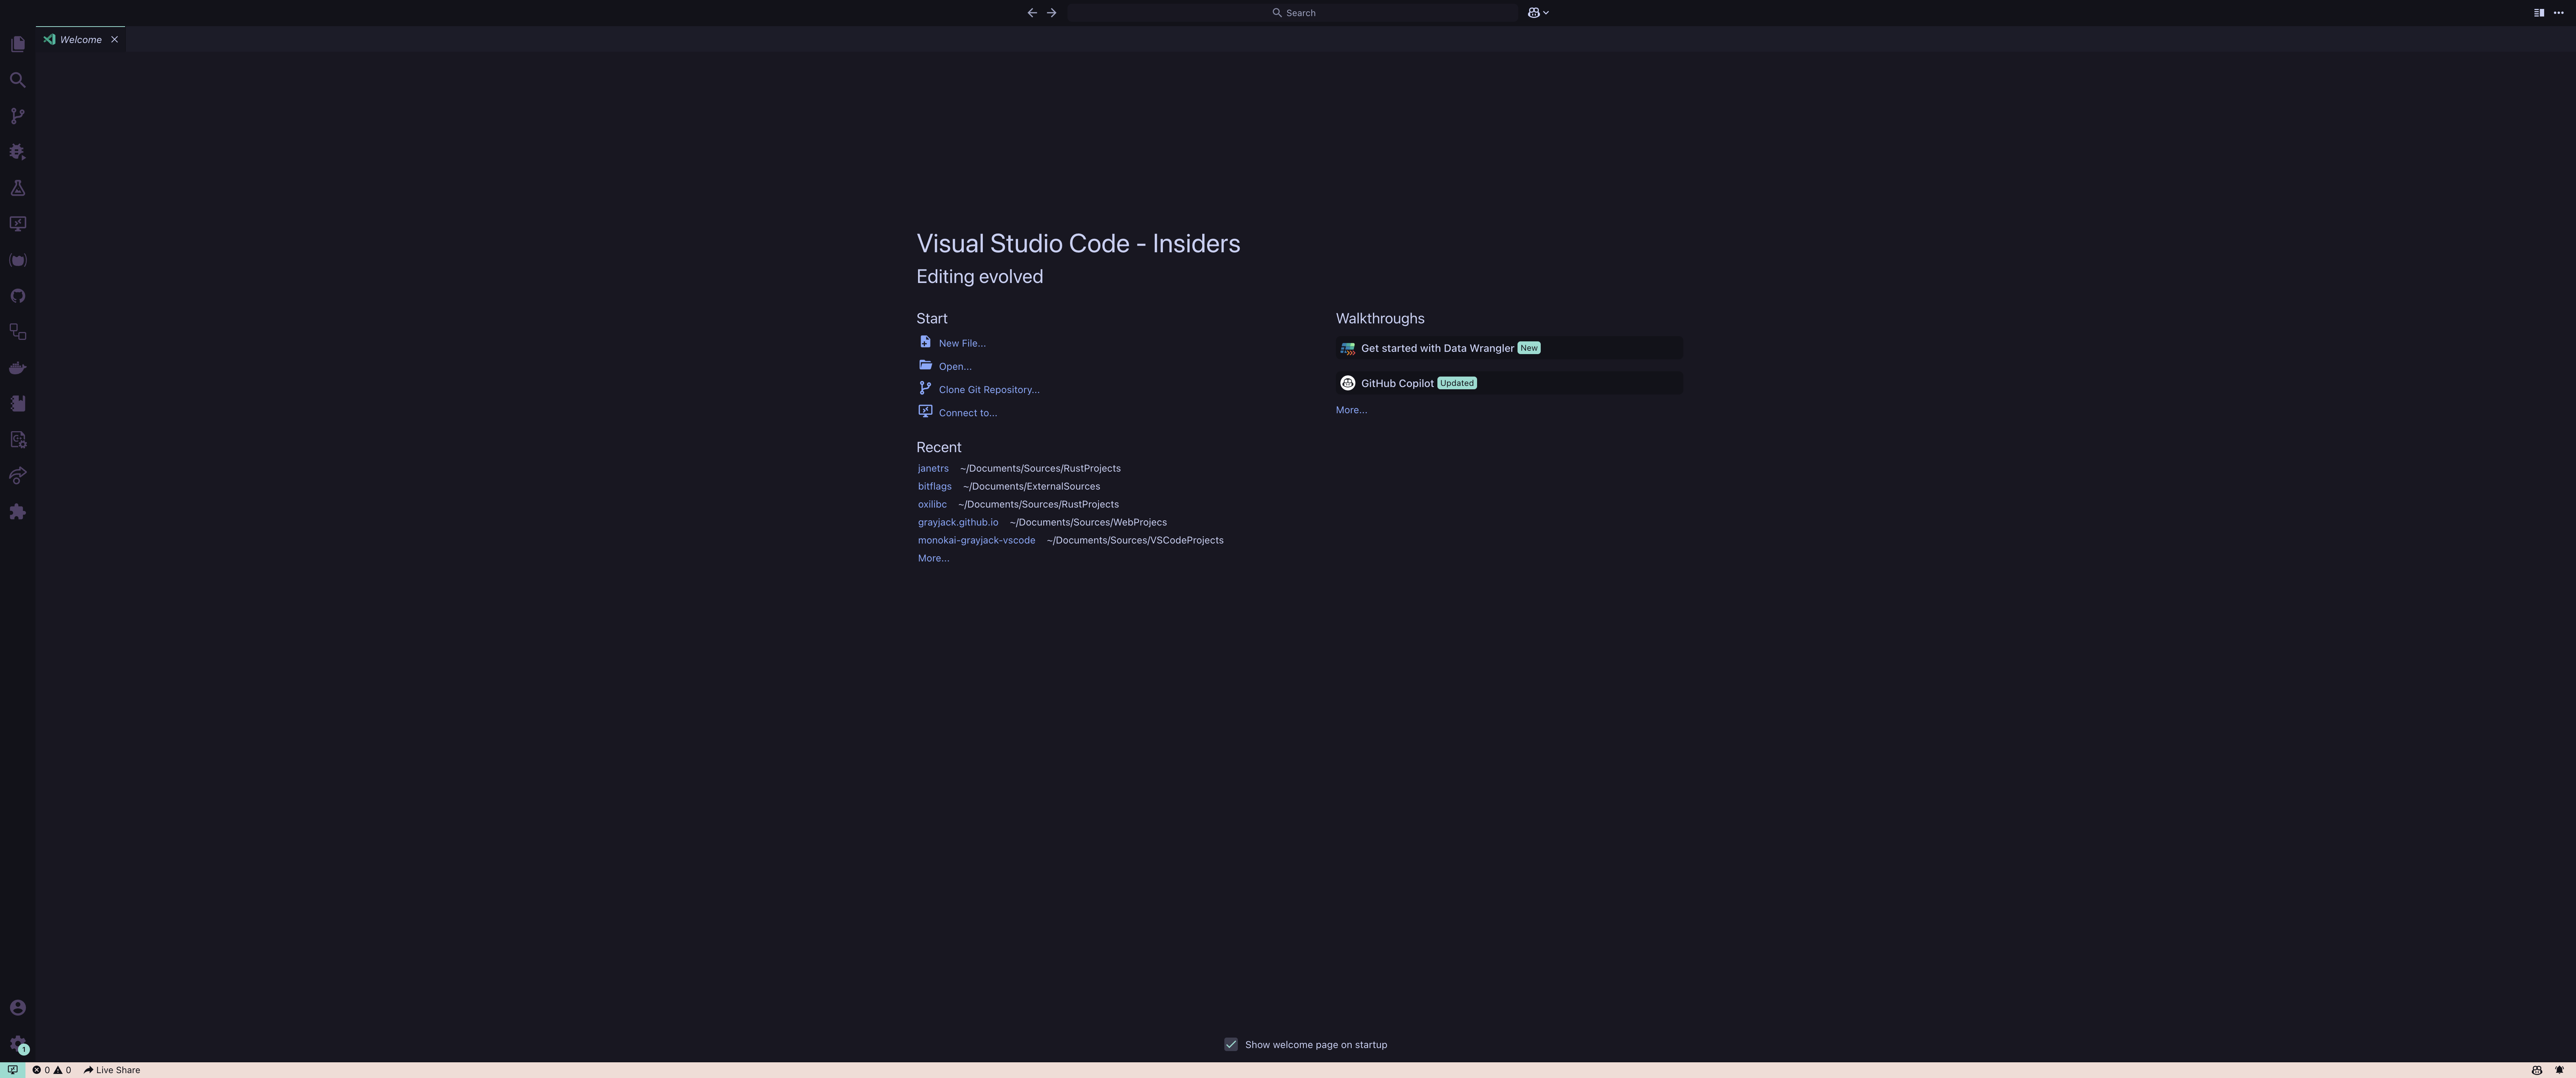 Search
Welcome
Visual Studio Code - Insiders
Editing evolved
Start
New File...
Open...
Clone Git Repository...
Connect to...
Recent
janetrs ~/Documents/Sources/RustProjects
bitflags ~/Documents/ExternalSources
oxilibc ~/Documents/Sources/RustProjects
grayjack.github.io ~/Documents/Sources/WebProjecs
monokai-grayjack-vscode ~/Documents/Sources/VSCodeProjects
More...
Walkthroughs
Get started with Data Wrangler New
GitHub Copilot Updated
More...
Show welcome page on startup
1
0 0 Live Share